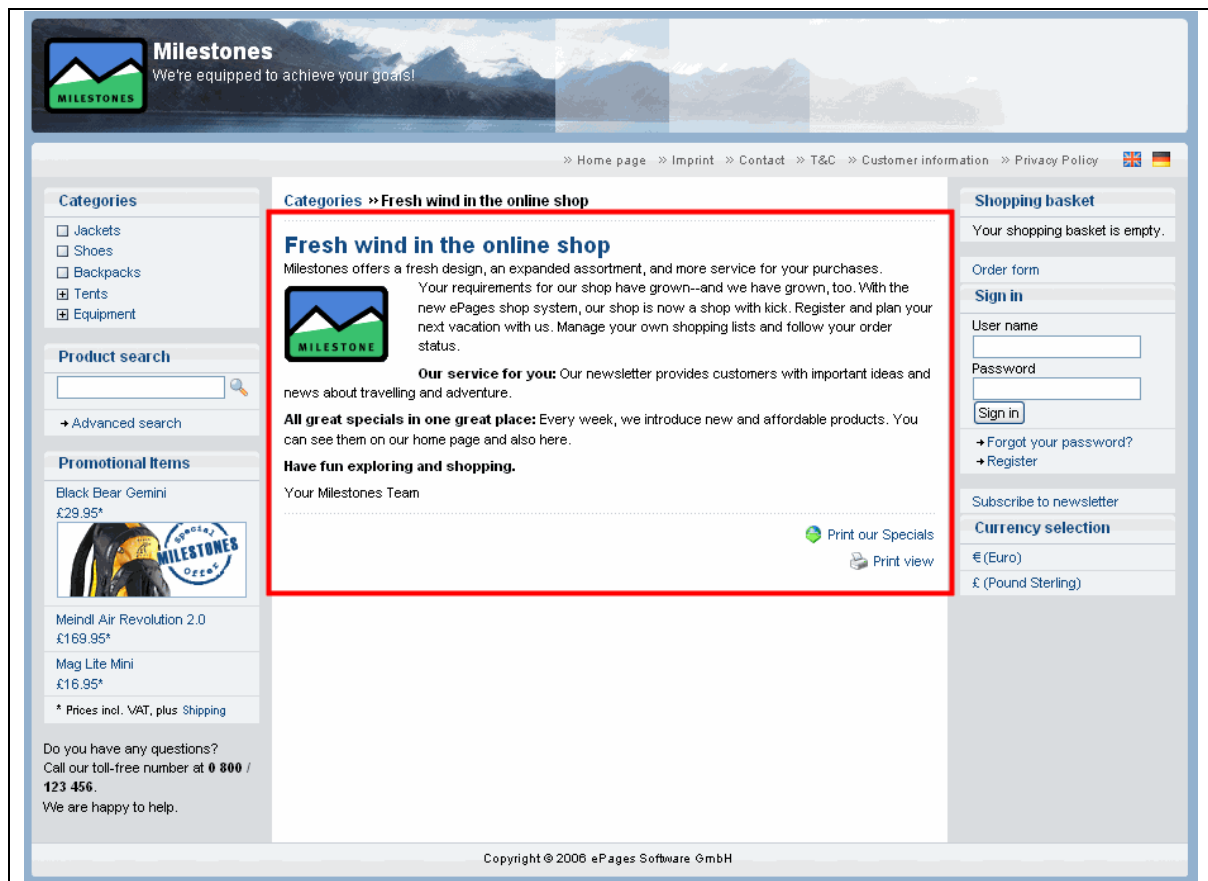 Milestones
We're equipped to achieve your goals!
MILESTONES
» Home page » Imprint » Contact » T&C » Customer information » Privacy Policy
Categories
Jackets
Shoes
Backpacks
Tents
Equipment
Product search
Advanced search
Promotional Items
Black Bear Gemini
£29.95*
Special
MILESTONES
Offer
Meindl Air Revolution 2.0
£169.95*
Mag Lite Mini
£16.95*
* Prices incl. VAT, plus Shipping
Do you have any questions?
Call our toll-free number at 0 800 /
123 456.
We are happy to help.
Categories »Fresh wind in the online shop
Fresh wind in the online shop
Milestones offers a fresh design, an expanded assortment, and more service for your purchases.
MILESTONE
Your requirements for our shop have grown--and we have grown, too. With the
new ePages shop system, our shop is now a shop with kick. Register and plan your
next vacation with us. Manage your own shopping lists and follow your order
status.
Our service for you: Our newsletter provides customers with important ideas and
news about travelling and adventure.
All great specials in one great place: Every week, we introduce new and affordable products. You
can see them on our home page and also here.
Have fun exploring and shopping.
Your Milestones Team
Print our Specials
Print view
Shopping basket
Your shopping basket is empty.
Order form
Sign in
User name
Password
Sign in
Forgot your password?
Register
Subscribe to newsletter
Currency selection
€ (Euro)
£ (Pound Sterling)
Copyright © 2006 ePages Software GmbH